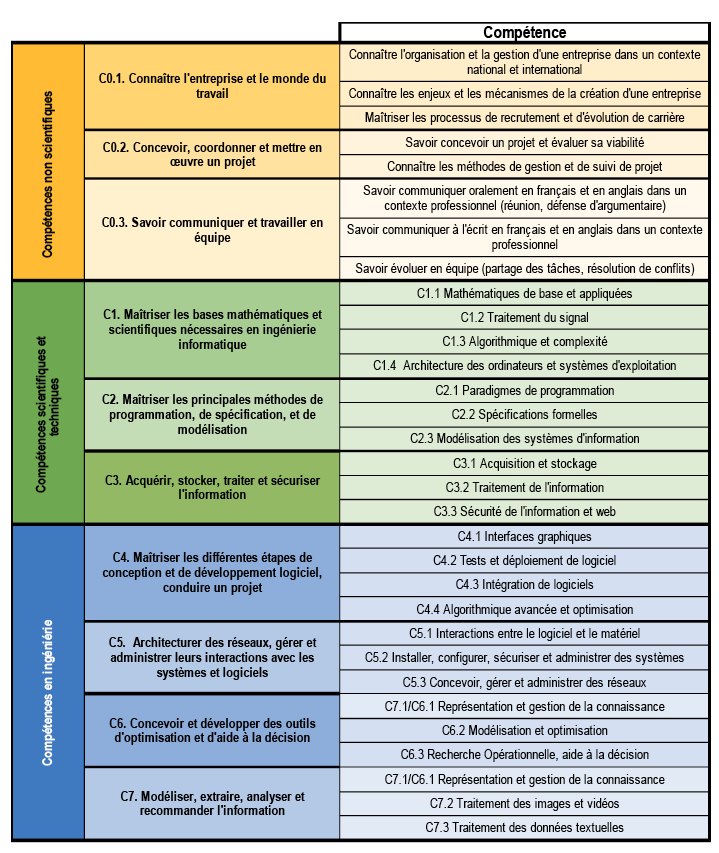 Compétence
Compétences non scientifiques
C0.1. Connaître l'entreprise et le monde du
travail
Connaître l'organisation et la gestion d'une entreprise dans un contexte
national et international
Connaître les enjeux et les mécanismes de la création d'une entreprise
Maîtriser les processus de recrutement et d'évolution de carrière
C0.2. Concevoir, coordonner et mettre en
œuvre un projet
Savoir concevoir un projet et évaluer sa viabilité
Connaître les méthodes de gestion et de suivi de projet
C0.3. Savoir communiquer et travailler en
équipe
Savoir communiquer oralement en français et en anglais dans un
contexte professionnel (réunion, défense d'argumentaire)
Savoir communiquer à l'écrit en français et en anglais dans un contexte
professionnel
Savoir évoluer en équipe (partage des tâches, résolution de conflits)
Compétences scientifiques et
techniques
C1. Maîtriser les bases mathématiques et
scientifiques nécessaires en ingénierie
informatique
C1.1 Mathématiques de base et appliquées
C1.2 Traitement du signal
C1.3 Algorithmique et complexité
C1.4 Architecture des ordinateurs et systèmes d'exploitation
C2. Maîtriser les principales méthodes de
programmation, de spécification, et de
modélisation
C2.1 Paradigmes de programmation
C2.2 Spécifications formelles
C2.3 Modélisation des systèmes d'information
C3. Acquérir, stocker, traiter et sécuriser
l'information
C3.1 Acquisition et stockage
C3.2 Traitement de l'information
C3.3 Sécurité de l'information et web
Compétences en ingéniérie
C4. Maîtriser les différentes étapes de
conception et de développement logiciel,
conduire un projet
C4.1 Interfaces graphiques
C4.2 Tests et déploiement de logiciel
C4.3 Intégration de logiciels
C4.4 Algorithmique avancée et optimisation
C5. Architecturer des réseaux, gérer et
administrer leurs interactions avec les
systèmes et logiciels
C5.1 Interactions entre le logiciel et le matériel
C5.2 Installer, configurer, sécuriser et administrer des systèmes
C5.3 Concevoir, gérer et administrer des réseaux
C6. Concevoir et développer des outils
d'optimisation et d'aide à la décision
C7.1/C6.1 Représentation et gestion de la connaissance
C6.2 Modélisation et optimisation
C6.3 Recherche Opérationnelle, aide à la décision
C7. Modéliser, extraire, analyser et
recommander l'information
C7.1/C6.1 Représentation et gestion de la connaissance
C7.2 Traitement des images et vidéos
C7.3 Traitement des données textuelles